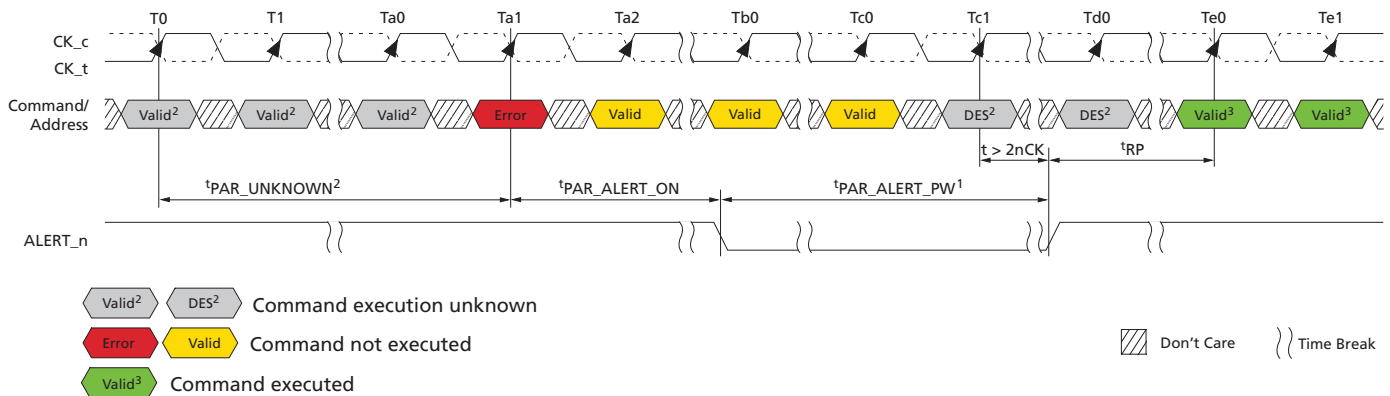 T0 T1 Ta0 Ta1 Ta2 Tb0 Tc0 Tc1 Td0 Te0 Te1
CK_c
CK_t
Command/
Address
Valid² Valid² Valid² Error Valid Valid Valid DES² DES² Valid³ Valid³
t > 2nCK ᵗRP
ᵗPAR_UNKNOWN² ᵗPAR_ALERT_ON ᵗPAR_ALERT_PW¹
ALERT_n
Valid² DES² Command execution unknown
Error Valid Command not executed
Don't Care Time Break
Valid³ Command executed